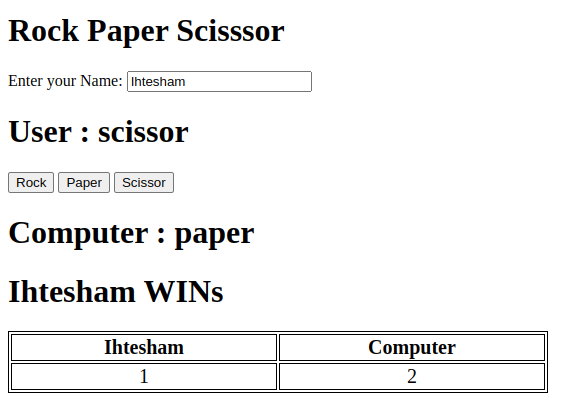 Rock Paper Scisssor
Enter your Name: Ihtesham
User : scissor
Rock Paper Scissor
Computer : paper
Ihtesham WINs
Ihtesham Computer
1 2